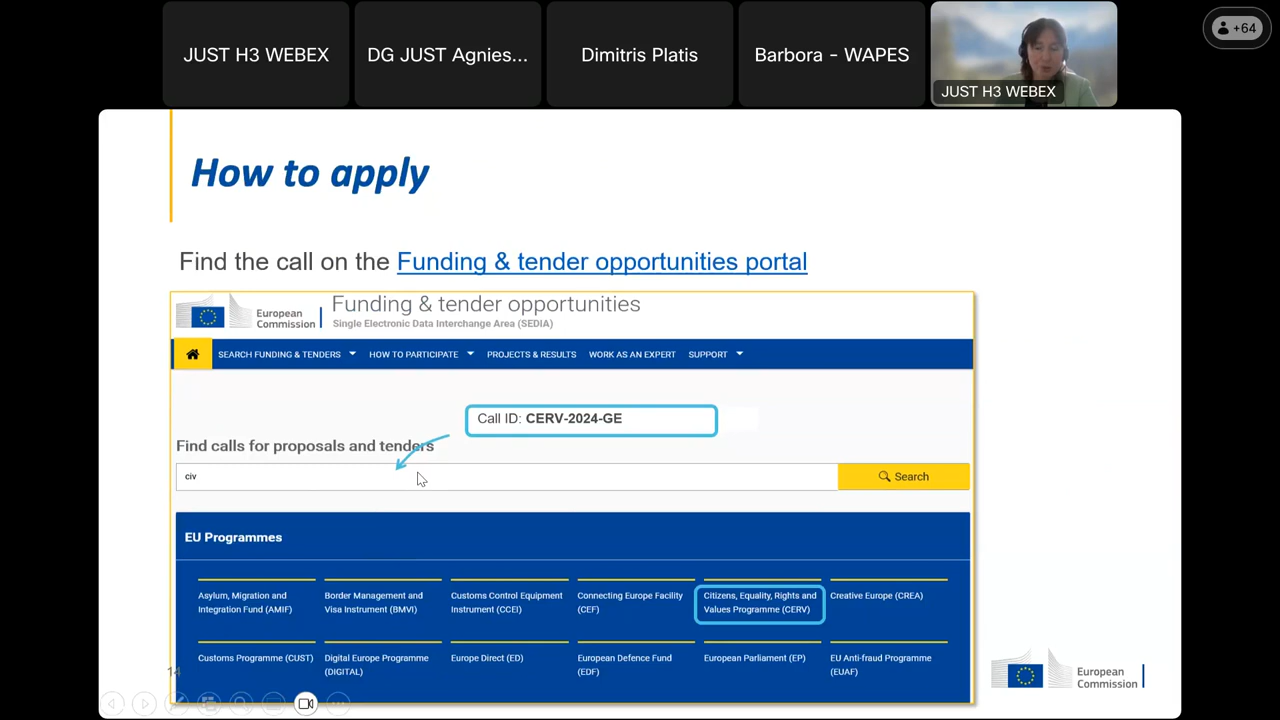 JUST H3 WEBEX
DG JUST Agnies...
Dimitris Platis
Barbora - WAPES
JUST H3 WEBEX
+64
How to apply
Find the call on the Funding & tender opportunities portal
European
Commission
Funding & tender opportunities
Single Electronic Data Interchange Area (SEDIA)
SEARCH FUNDING & TENDERS
HOW TO PARTICIPATE
PROJECTS & RESULTS
WORK AS AN EXPERT
SUPPORT
Call ID: CERV-2024-GE
Find calls for proposals and tenders
civ
Search
EU Programmes
Asylum, Migration and
Integration Fund (AMIF)
Border Management and
Visa Instrument (BMVI)
Customs Control Equipment
Instrument (CCEI)
Connecting Europe Facility
(CEF)
Citizens, Equality, Rights and
Values Programme (CERV)
Creative Europe (CREA)
Customs Programme (CUST)
Digital Europe Programme
(DIGITAL)
Europe Direct (ED)
European Defence Fund
(EDF)
European Parliament (EP)
EU Anti-fraud Programme
(EUAF)
14
European
Commission